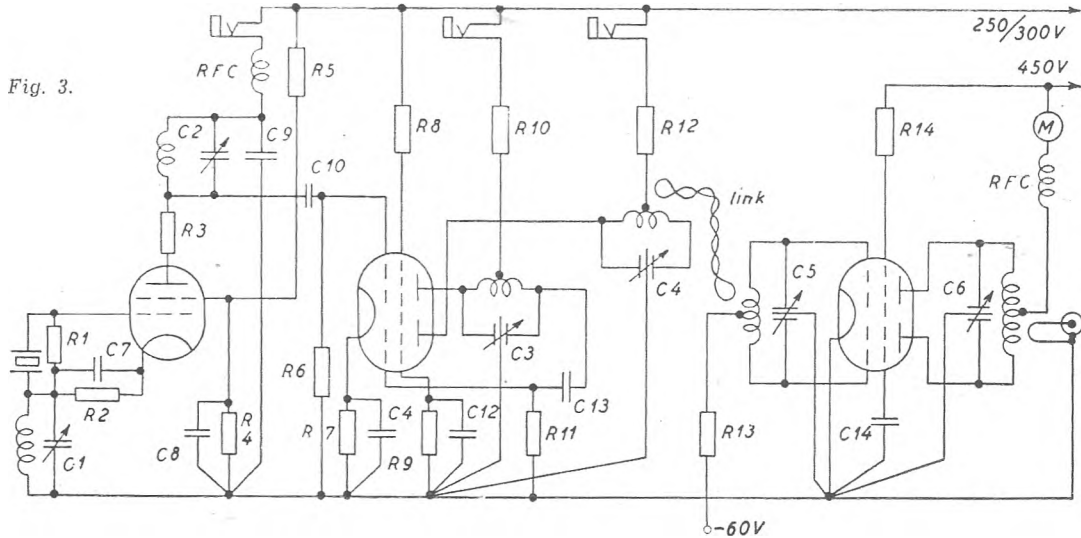 Fig. 3.
250/300V
450V
RFC
R5
R8
R10
R12
R14
M
RFC
C2
C9
C10
R3
link
C5
C6
C4
C3
R1
C7
R2
C1
C8
R
4
R6
R
7
C4
R9
C12
R11
C13
R13
C14
-60V